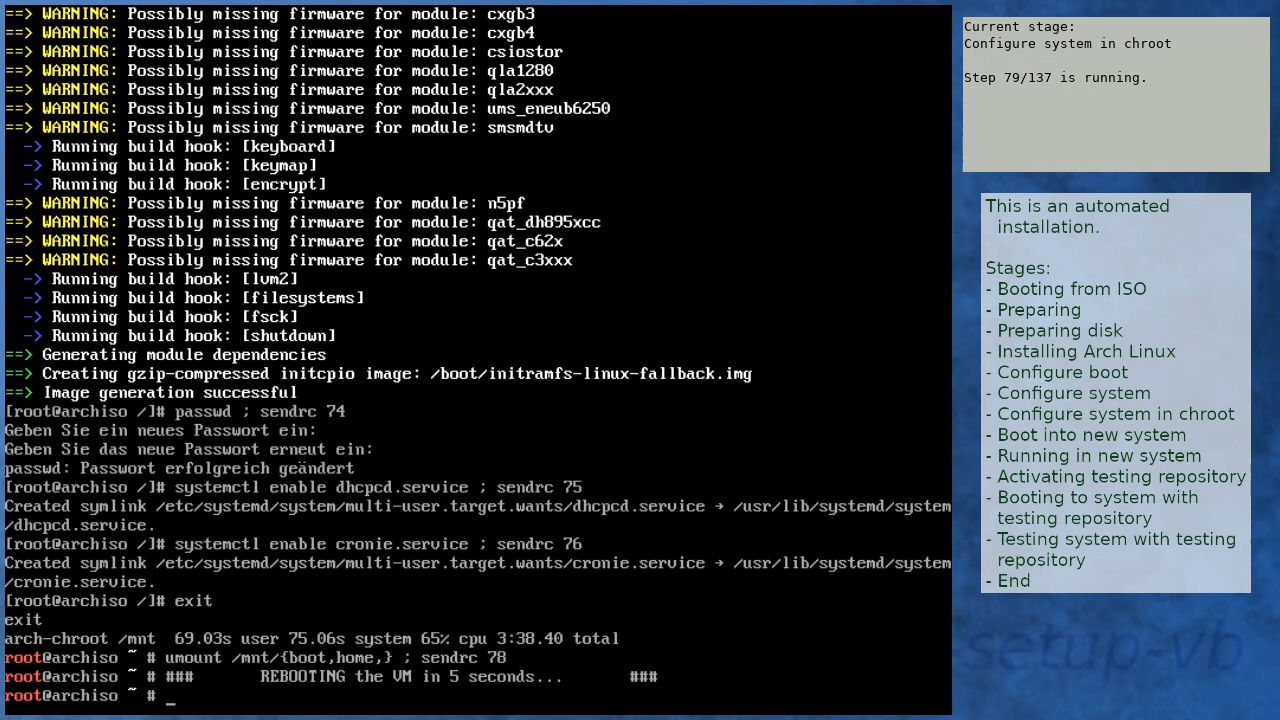 ==> WARNING: Possibly missing firmware for module: cxgb3
==> WARNING: Possibly missing firmware for module: cxgb4
==> WARNING: Possibly missing firmware for module: csiostor
==> WARNING: Possibly missing firmware for module: qla1280
==> WARNING: Possibly missing firmware for module: qla2xxx
==> WARNING: Possibly missing firmware for module: ums_eneub6250
==> WARNING: Possibly missing firmware for module: smsmdtv
  -> Running build hook: [keyboard]
  -> Running build hook: [keymap]
  -> Running build hook: [encrypt]
==> WARNING: Possibly missing firmware for module: n5pf
==> WARNING: Possibly missing firmware for module: qat_dh895xcc
==> WARNING: Possibly missing firmware for module: qat_c62x
==> WARNING: Possibly missing firmware for module: qat_c3xxx
  -> Running build hook: [lvm2]
  -> Running build hook: [filesystems]
  -> Running build hook: [fsck]
  -> Running build hook: [shutdown]
==> Generating module dependencies
==> Creating gzip-compressed initcpio image: /boot/initramfs-linux-fallback.img
==> Image generation successful
[root@archiso /]# passwd ; sendrc 74
Geben Sie ein neues Passwort ein:
Geben Sie das neue Passwort erneut ein:
passwd: Passwort erfolgreich geändert
[root@archiso /]# systemctl enable dhcpcd.service ; sendrc 75
Created symlink /etc/systemd/system/multi-user.target.wants/dhcpcd.service → /usr/lib/systemd/system
/dhcpcd.service.
[root@archiso /]# systemctl enable cronie.service ; sendrc 76
Created symlink /etc/systemd/system/multi-user.target.wants/cronie.service → /usr/lib/systemd/system
/cronie.service.
[root@archiso /]# exit
exit
arch-chroot /mnt  69.03s user 75.06s system 65% cpu 3:38.40 total
root@archiso ~ # umount /mnt/{boot,home,} ; sendrc 78
root@archiso ~ # ###       REBOOTING the VM in 5 seconds...       ###
root@archiso ~ # _
Current stage:
Configure system in chroot
Step 79/137 is running.
This is an automated
installation.
Stages:
- Booting from ISO
- Preparing
- Preparing disk
- Installing Arch Linux
- Configure boot
- Configure system
- Configure system in chroot
- Boot into new system
- Running in new system
- Activating testing repository
- Booting to system with
testing repository
- Testing system with testing
repository
- End
setup-vb